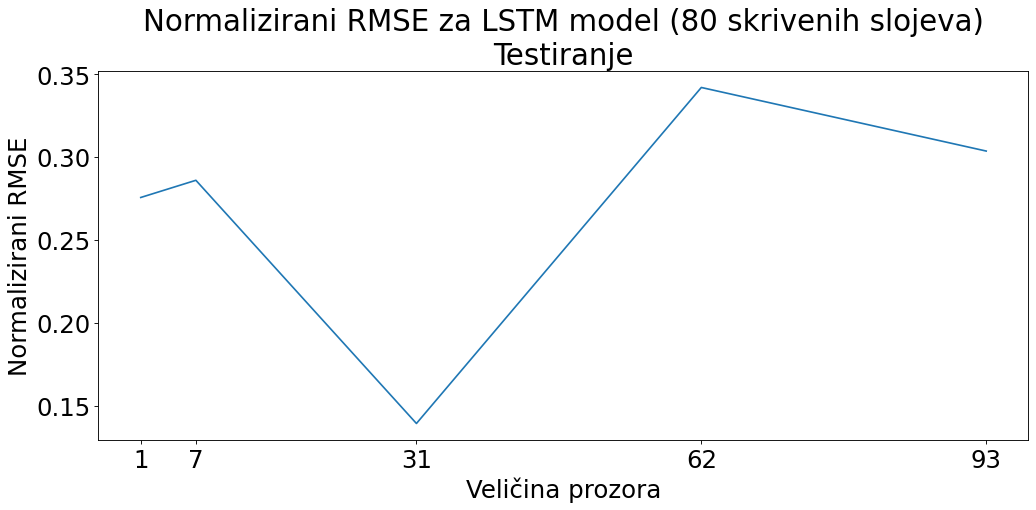 Normalizirani RMSE za LSTM model (80 skrivenih slojeva)
Testiranje
Normalizirani RMSE
0.35
0.30
0.25
0.20
0.15
1 7 31 62 93
Veličina prozora